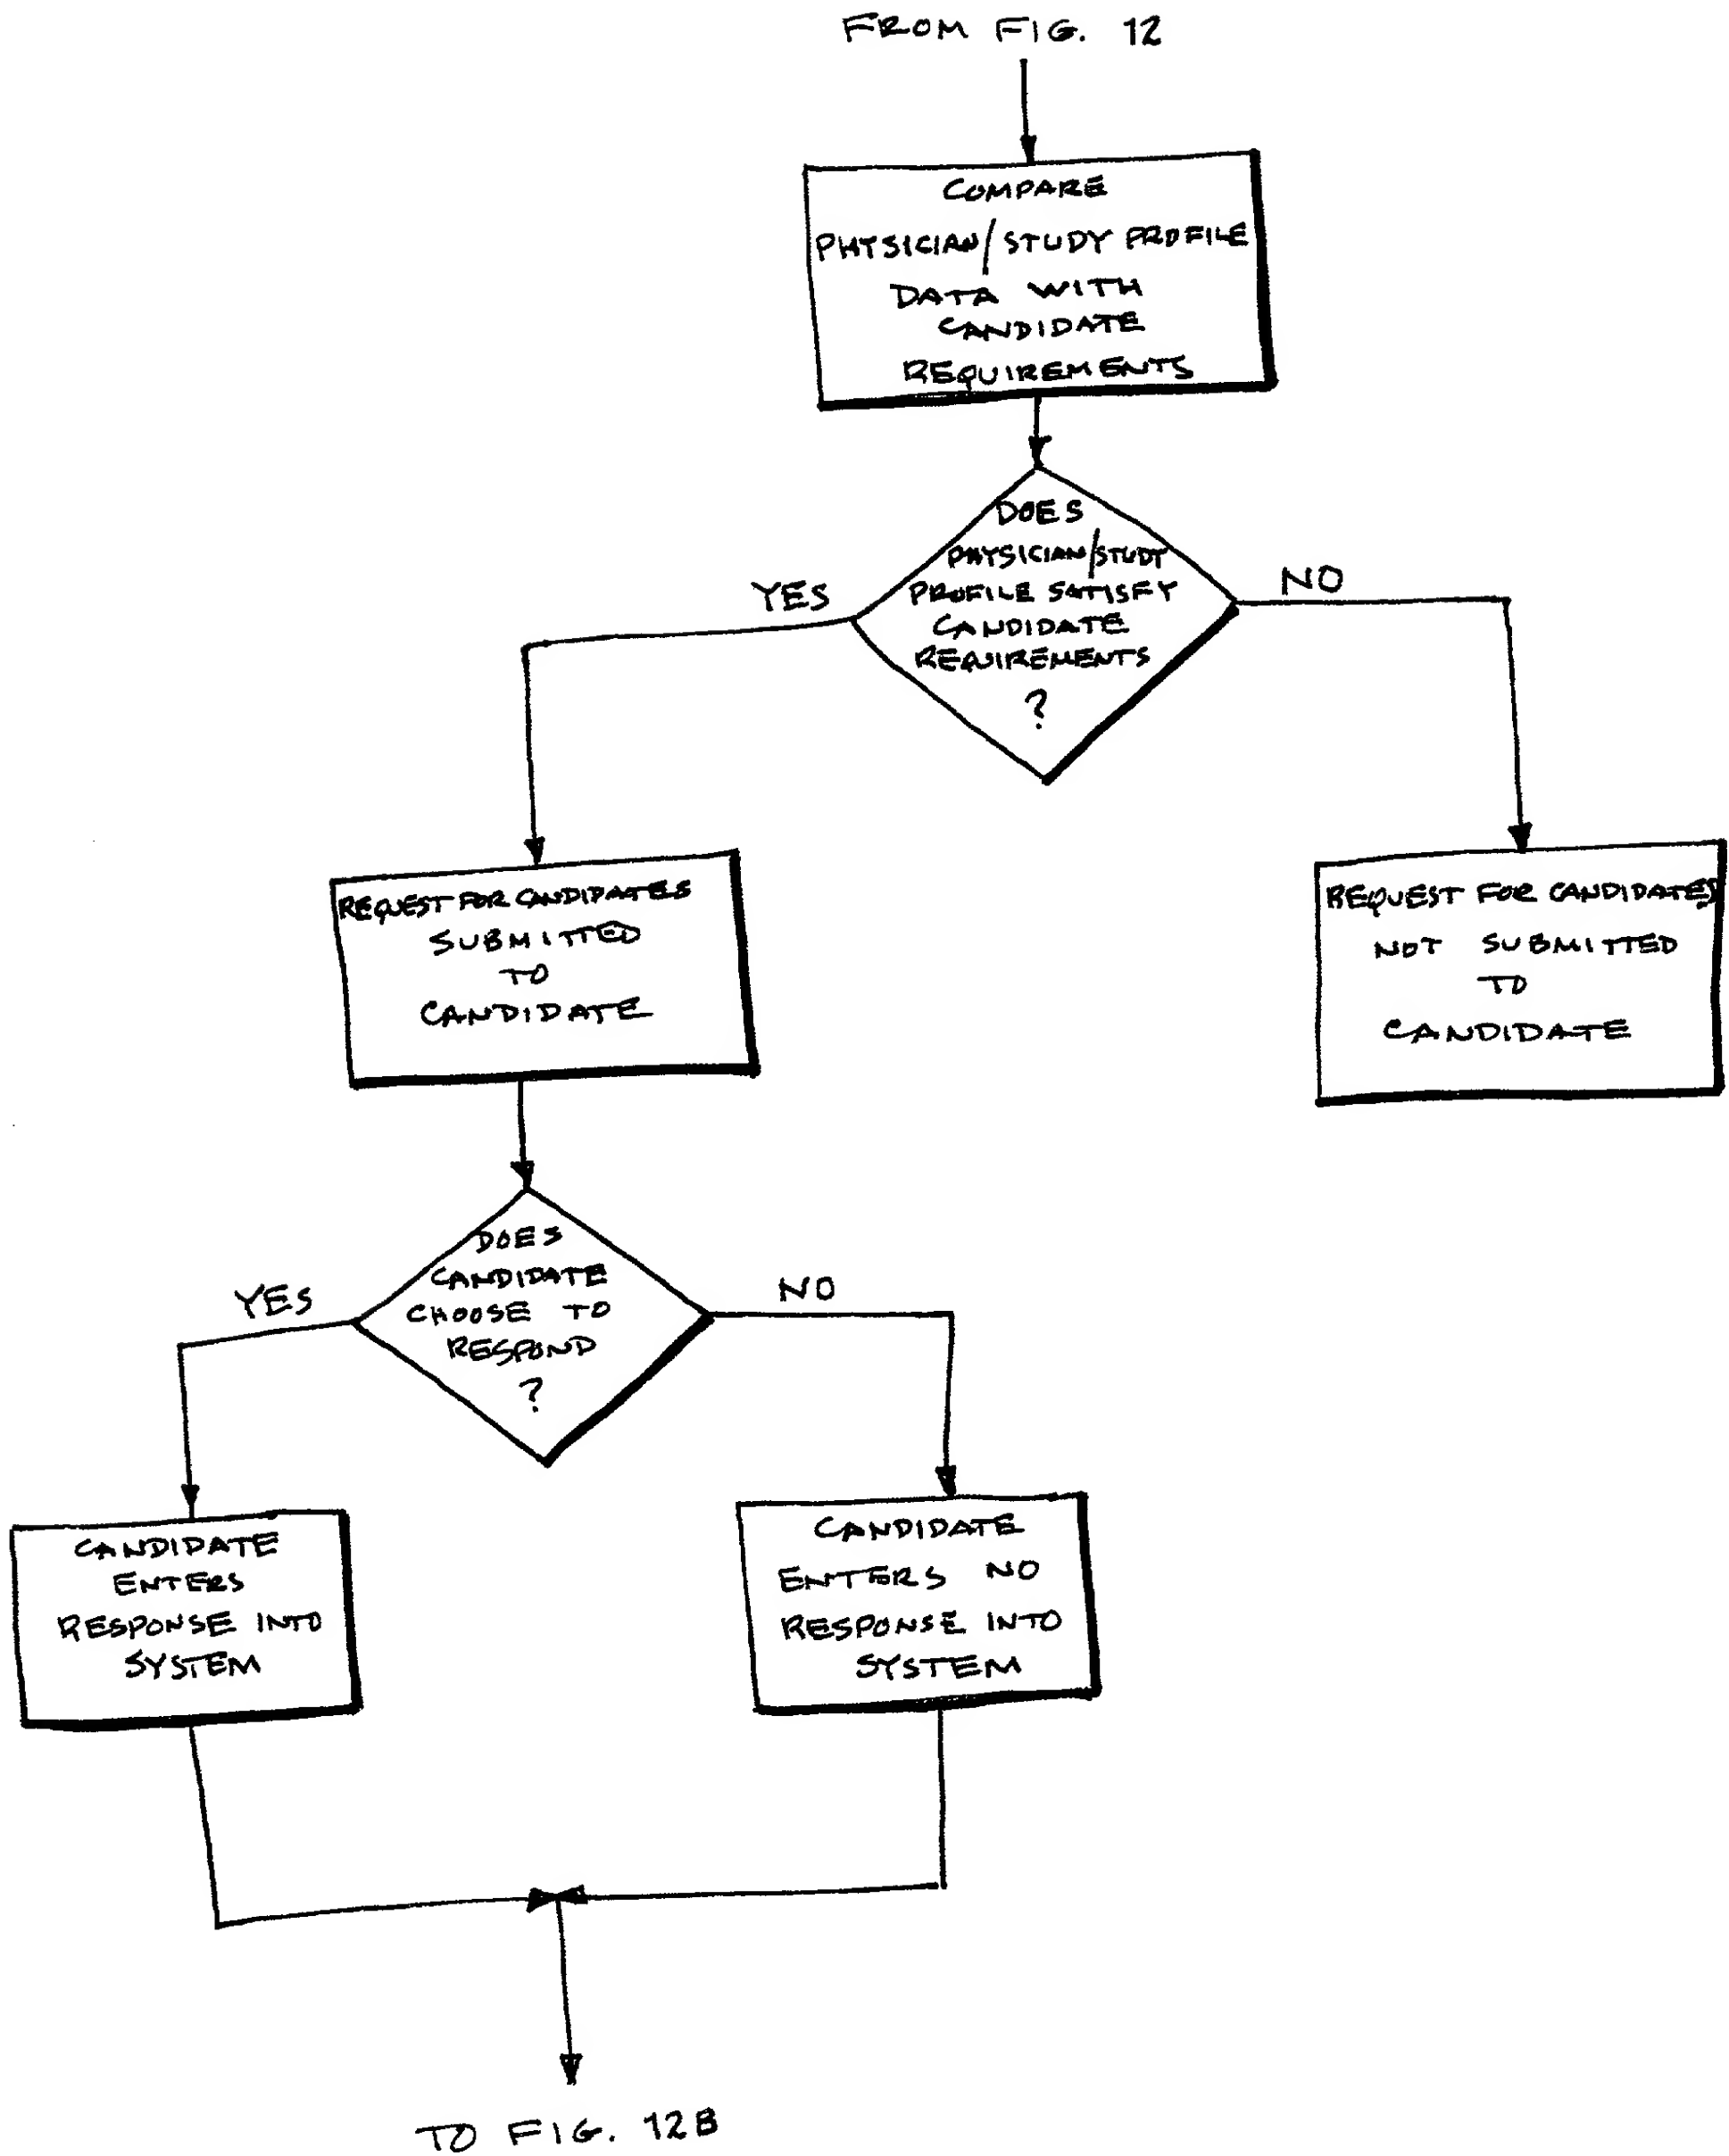 FROM FIG. 12
COMPARE
PHYSICIAN/STUDY PROFILE
DATA WITH
CANDIDATE
REQUIREMENTS
DOES
PHYSICIAN/STUDY
PROFILE SATISFY
CANDIDATE
REQUIREMENTS
?
YES
NO
REQUEST FOR CANDIDATES
SUBMITTED
TO
CANDIDATE
REQUEST FOR CANDIDATES
NOT SUBMITTED
TO
CANDIDATE
DOES
CANDIDATE
CHOOSE TO
RESPOND
?
YES
NO
CANDIDATE
ENTERS
RESPONSE INTO
SYSTEM
CANDIDATE
ENTERS NO
RESPONSE INTO
SYSTEM
TO FIG. 12B